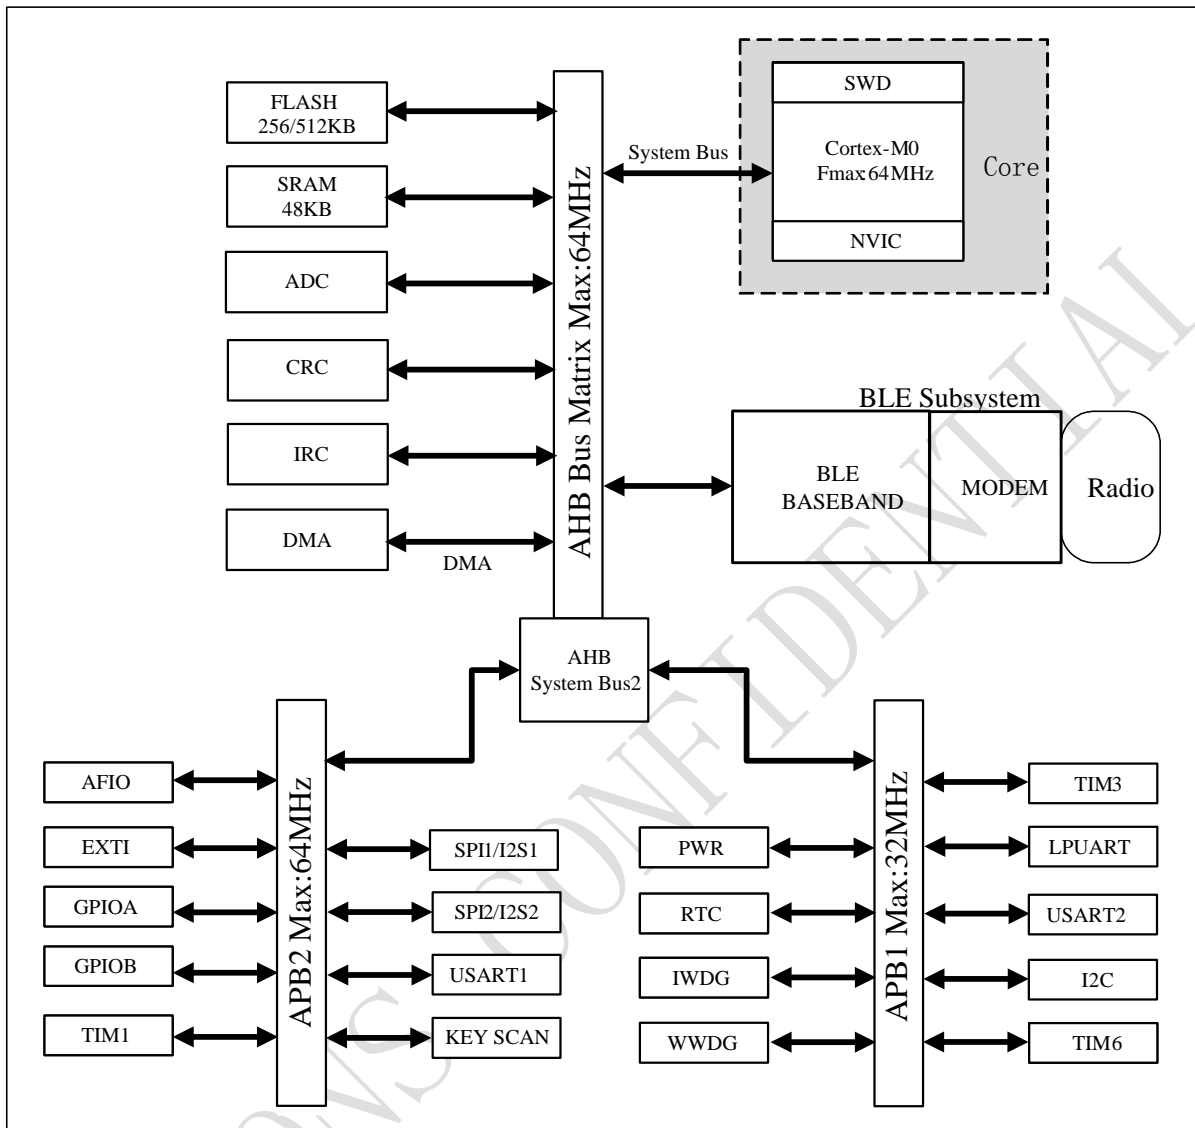 FLASH
256/512KB
SRAM
48KB
ADC
CRC
IRC
DMA
DMA
AHB Bus Matrix Max:64MHz
System Bus
SWD
Cortex-M0
Fmax:64MHz
NVIC
Core
BLE Subsystem
BLE
BASEBAND
MODEM
Radio
AHB
System Bus2
APB2 Max:64MHz
AFIO
EXTI
GPIOA
GPIOB
TIM1
SPI1/I2S1
SPI2/I2S2
USART1
KEY SCAN
APB1 Max:32MHz
PWR
RTC
IWDG
WWDG
TIM3
LPUART
USART2
I2C
TIM6
ONS CONFIDENTIAL